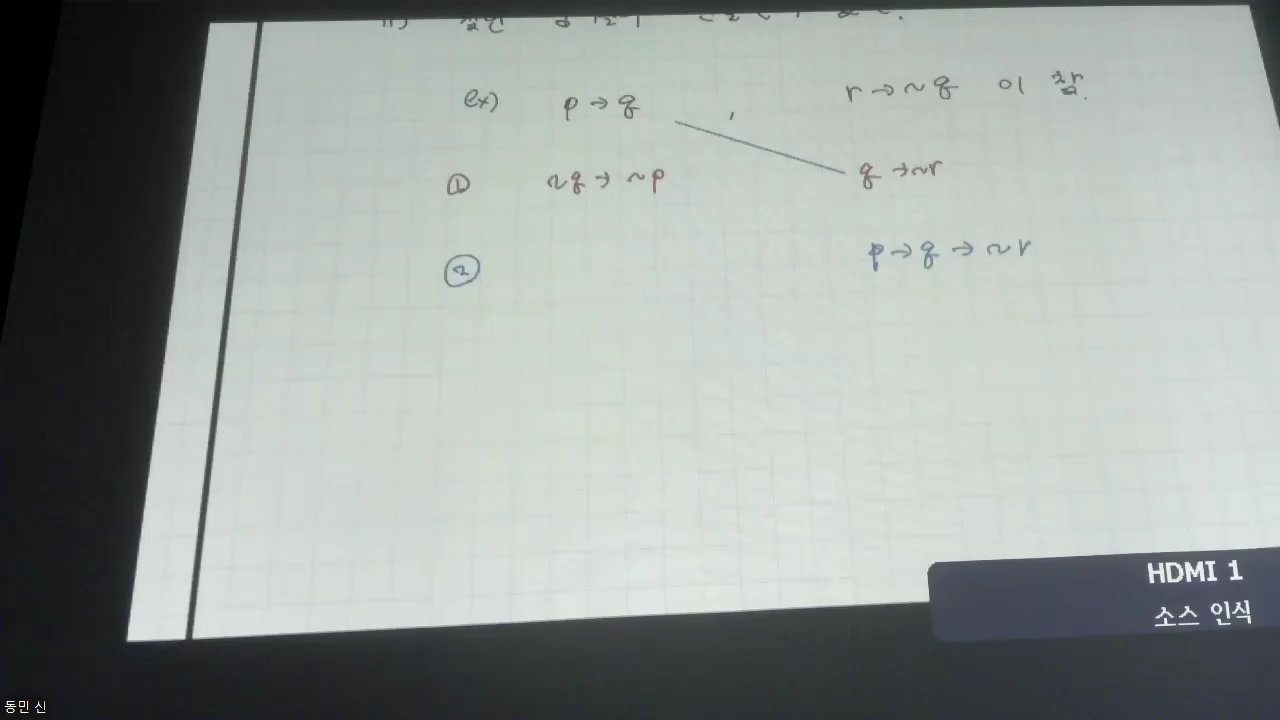 ex) p → q , r → ~q 이 참.
① ~q → ~p q → ~r
② p → q → ~r
HDMI 1
소스 인식
동민 신